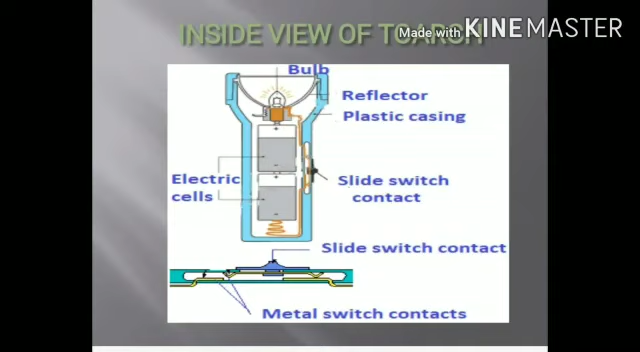 INSIDE VIEW OF TOARCH
Made with KINEMASTER
Bulb
Reflector
Plastic casing
Electric
cells
Slide switch
contact
Slide switch contact
Metal switch contacts